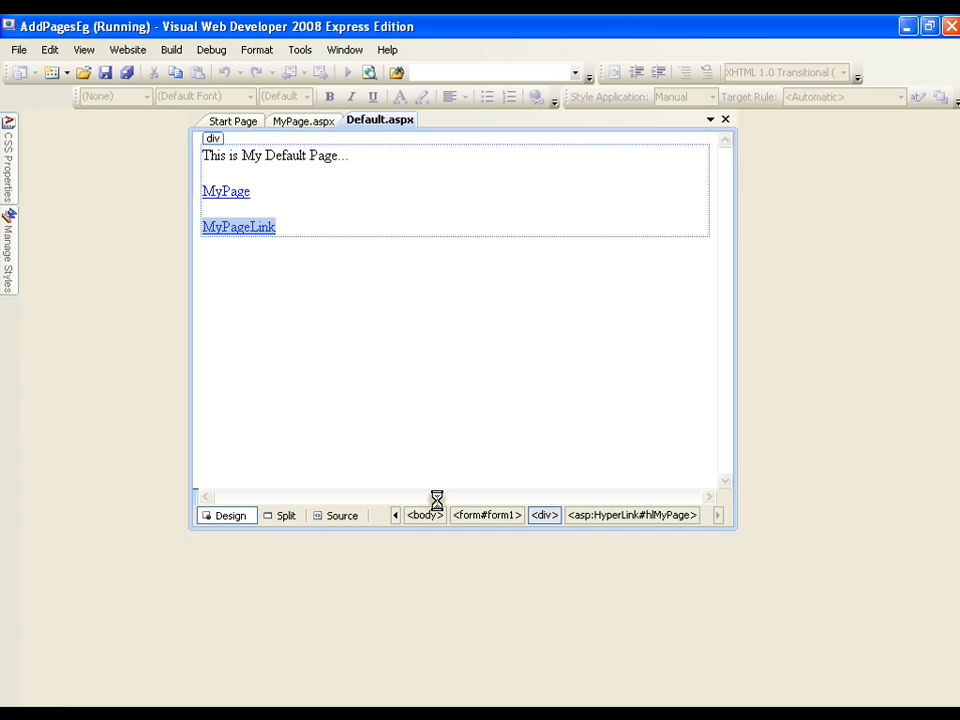 AddPagesEg (Running) - Visual Web Developer 2008 Express Edition
File Edit View Website Build Debug Format Tools Window Help
XHTML 1.0 Transitional (
(None) (Default Font) (Default B I U A Style Application: Manual Target Rule: <Automatic>
Start Page MyPage.aspx Default.aspx
CSS Properties
Manage Styles
div
This is My Default Page...
MyPage
MyPageLink
Design Split Source <body> <form#form1> <div> <asp:HyperLink#hlMyPage>